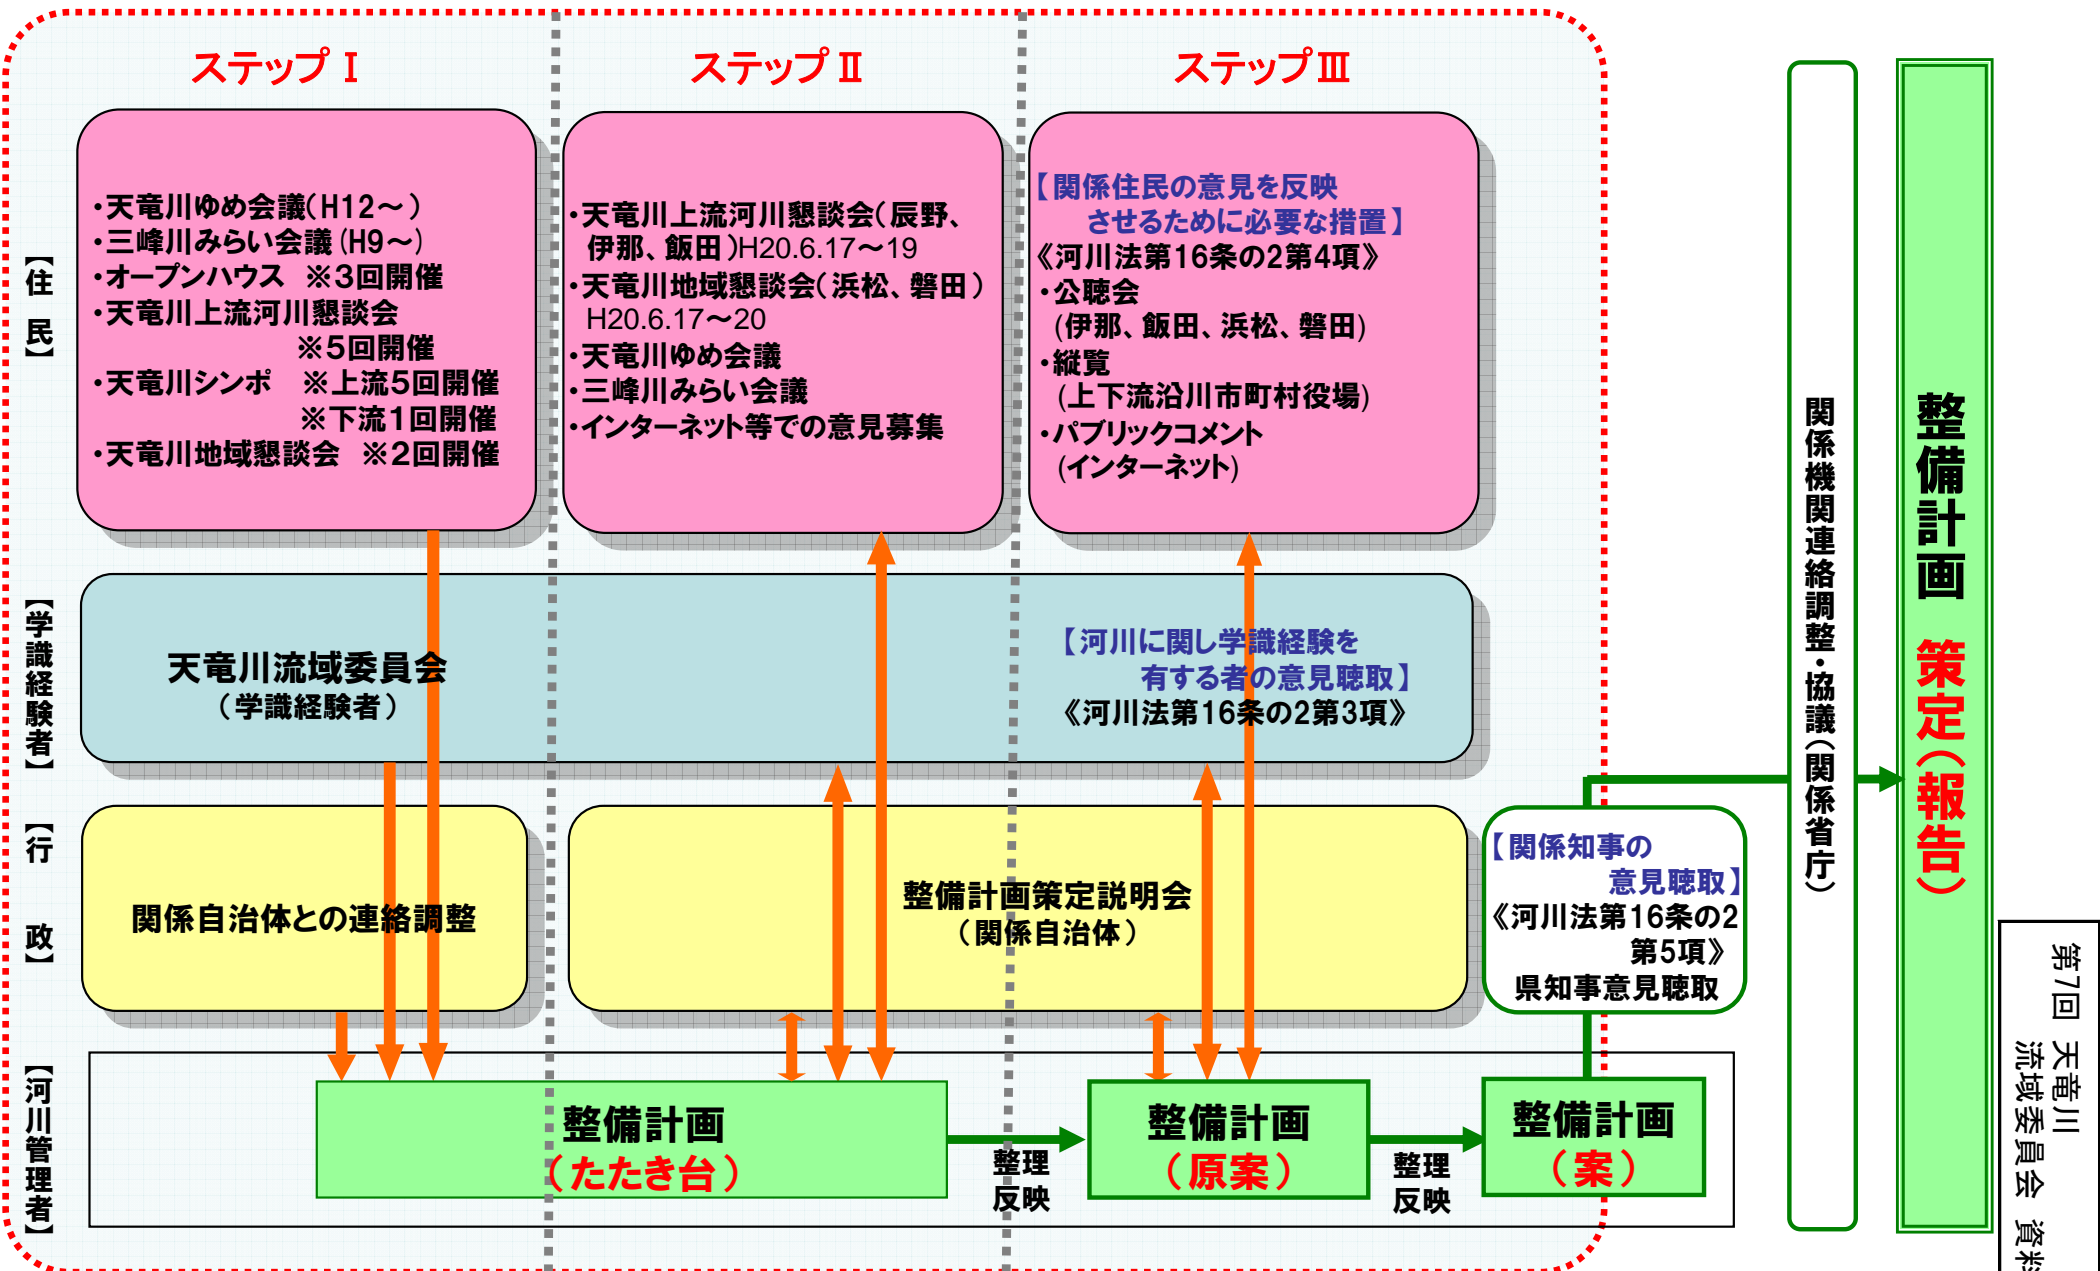 ステップ Ⅰ
ステップ Ⅱ
ステップ Ⅲ
【住民】
・天竜川ゆめ会議(H12～)
・三峰川みらい会議(H9～)
・オープンハウス ※3回開催
・天竜川上流河川懇談会
※5回開催
・天竜川シンポ ※上流5回開催
※下流1回開催
・天竜川地域懇談会 ※2回開催
・天竜川上流河川懇談会(辰野、
伊那、飯田)H20.6.17～19
・天竜川地域懇談会(浜松、磐田)
H20.6.17～20
・天竜川ゆめ会議
・三峰川みらい会議
・インターネット等での意見募集
【関係住民の意見を反映
させるために必要な措置】
《河川法第16条の2第4項》
・公聴会
(伊那、飯田、浜松、磐田)
・縦覧
(上下流沿川市町村役場)
・パブリックコメント
(インターネット)
【学識経験者】
天竜川流域委員会
(学識経験者)
【河川に関し学識経験を
有する者の意見聴取】
《河川法第16条の2第3項》
【行政】
関係自治体との連絡調整
整備計画策定説明会
(関係自治体)
【関係知事の
意見聴取】
《河川法第16条の2
第5項》
県知事意見聴取
【河川管理者】
整備計画
(たたき台)
整理
反映
整備計画
(原案)
整理
反映
整備計画
(案)
関係機関連絡調整・協議(関係省庁)
整備計画 策定(報告)
第7回 天竜川
流域委員会 資料